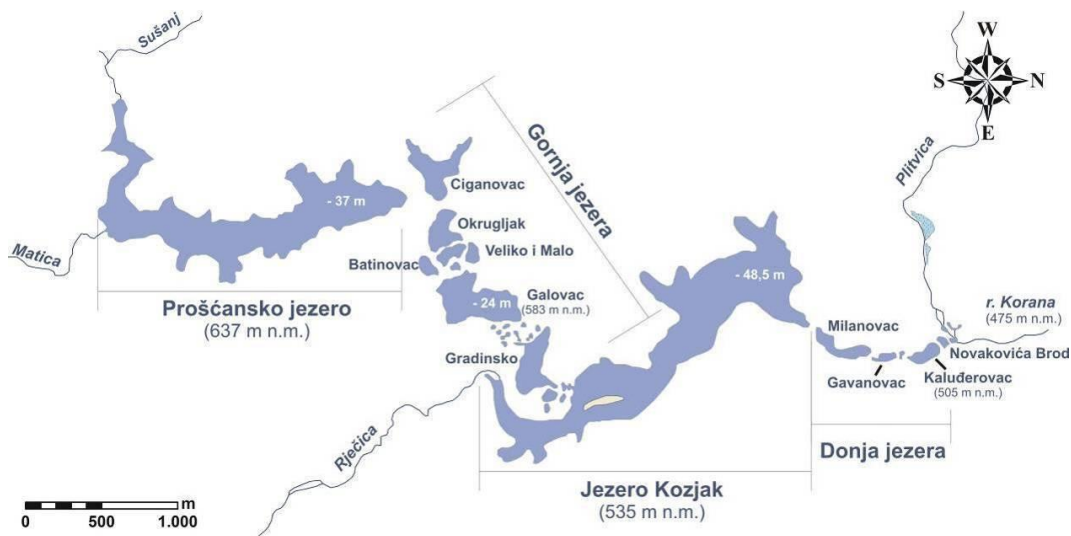 Sušanj
W
S
N
E
Gornja jezera
Plitvica
Ciganovac
- 37 m
Okrugljak
Veliko i Malo
Matica
Batinovac
- 48,5 m
Prošćansko jezero
(637 m n.m.)
- 24 m
Galovac
(583 m n.m.)
r. Korana
(475 m n.m.)
Milanovac
Gradinsko
Novakovića Brod
Gavanovac
Kaluđerovac
(505 m n.m.)
Rječica
Donja jezera
Jezero Kozjak
(535 m n.m.)
m
0 500 1.000